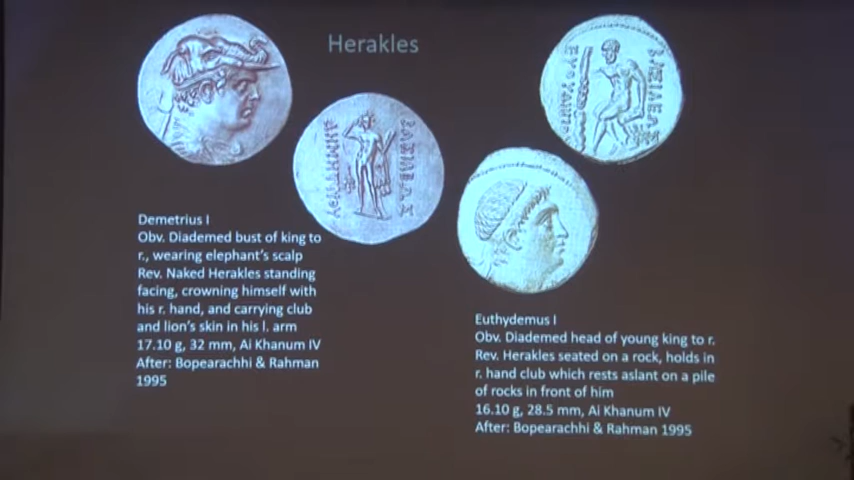 Herakles
ΒΑΣΙΛΕΩΣ
ΔΗΜΗΤΡΙΟΥ
ΒΑΣΙΛΕΩΣ
Demetrius I
Obv. Diademed bust of king to
r., wearing elephant's scalp
Rev. Naked Herakles standing
facing, crowning himself with
his r. hand, and carrying club
and lion's skin in his l. arm
17.10 g, 32 mm, Ai Khanum IV
After: Bopearachhi & Rahman
1995
Euthydemus I
Obv. Diademed head of young king to r.
Rev. Herakles seated on a rock, holds in
r. hand club which rests aslant on a pile
of rocks in front of him
16.10 g, 28.5 mm, Ai Khanum IV
After: Bopearachhi & Rahman 1995